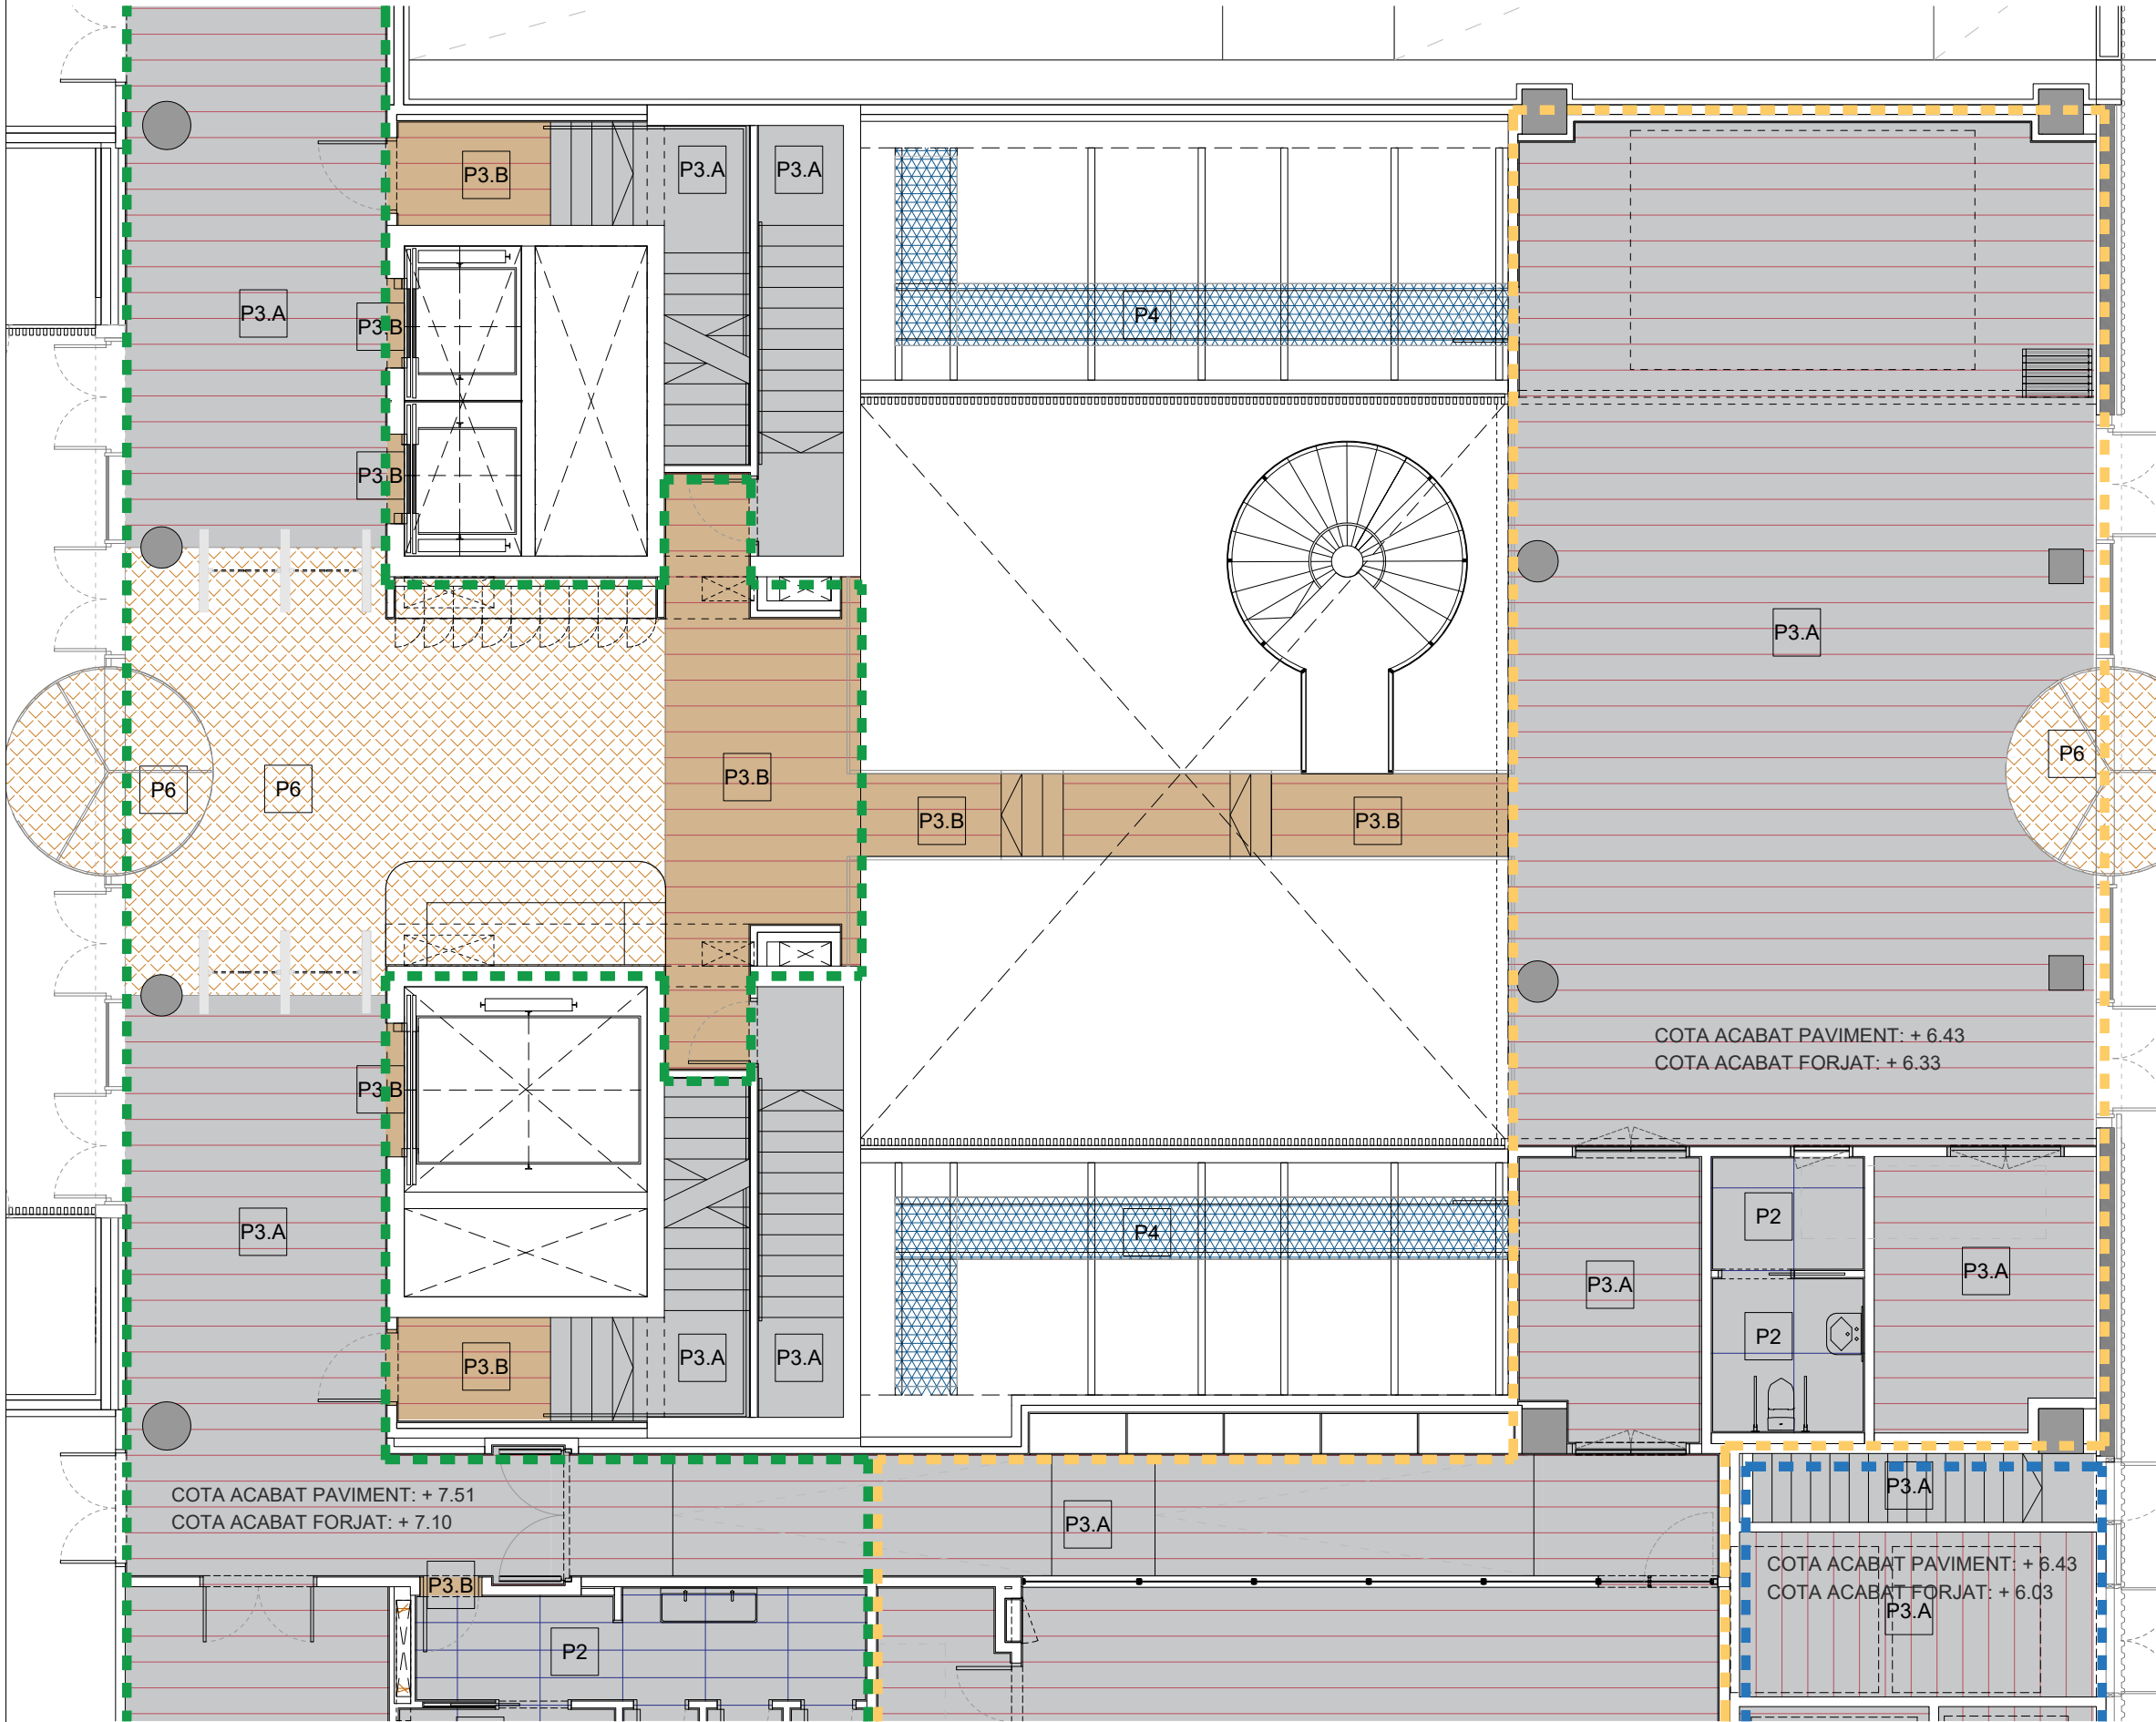 P3.B
P3.A
P3.A
P3.A
P3.B
P4
P3.B
P3.A
P6
P6
P3.B
P6
P3.B
P3.B
COTA ACABAT PAVIMENT: + 6.43
COTA ACABAT FORJAT: + 6.33
P3.B
P3.A
P4
P2
P3.A
P3.A
P2
P3.B
P3.A
P3.A
COTA ACABAT PAVIMENT: + 7.51
COTA ACABAT FORJAT: + 7.10
P3.A
P3.A
COTA ACABAT PAVIMENT: + 6.43
COTA ACABAT FORJAT: + 6.03
P3.B
P3.A
P2